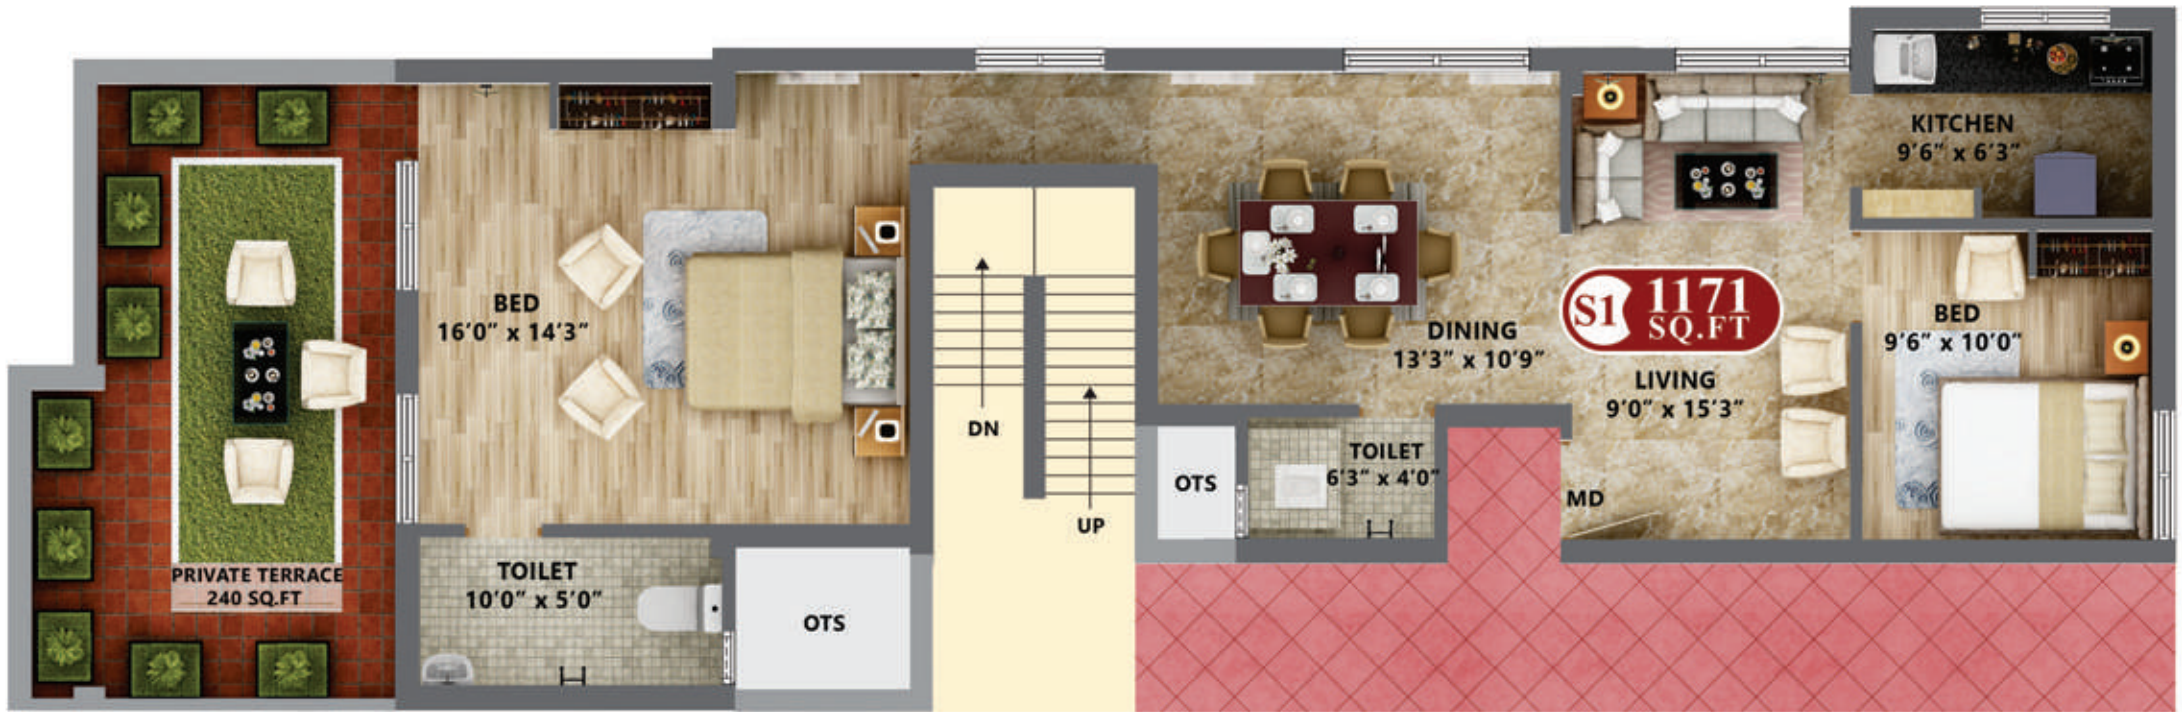 KITCHEN
9'6" x 6'3"
BED
16'0" x 14'3"
S1
1171
SQ.FT
BED
9'6" x 10'0"
DINING
13'3" x 10'9"
LIVING
9'0" x 15'3"
DN
UP
OTS
TOILET
6'3" x 4'0"
MD
PRIVATE TERRACE
240 SQ.FT
TOILET
10'0" x 5'0"
OTS